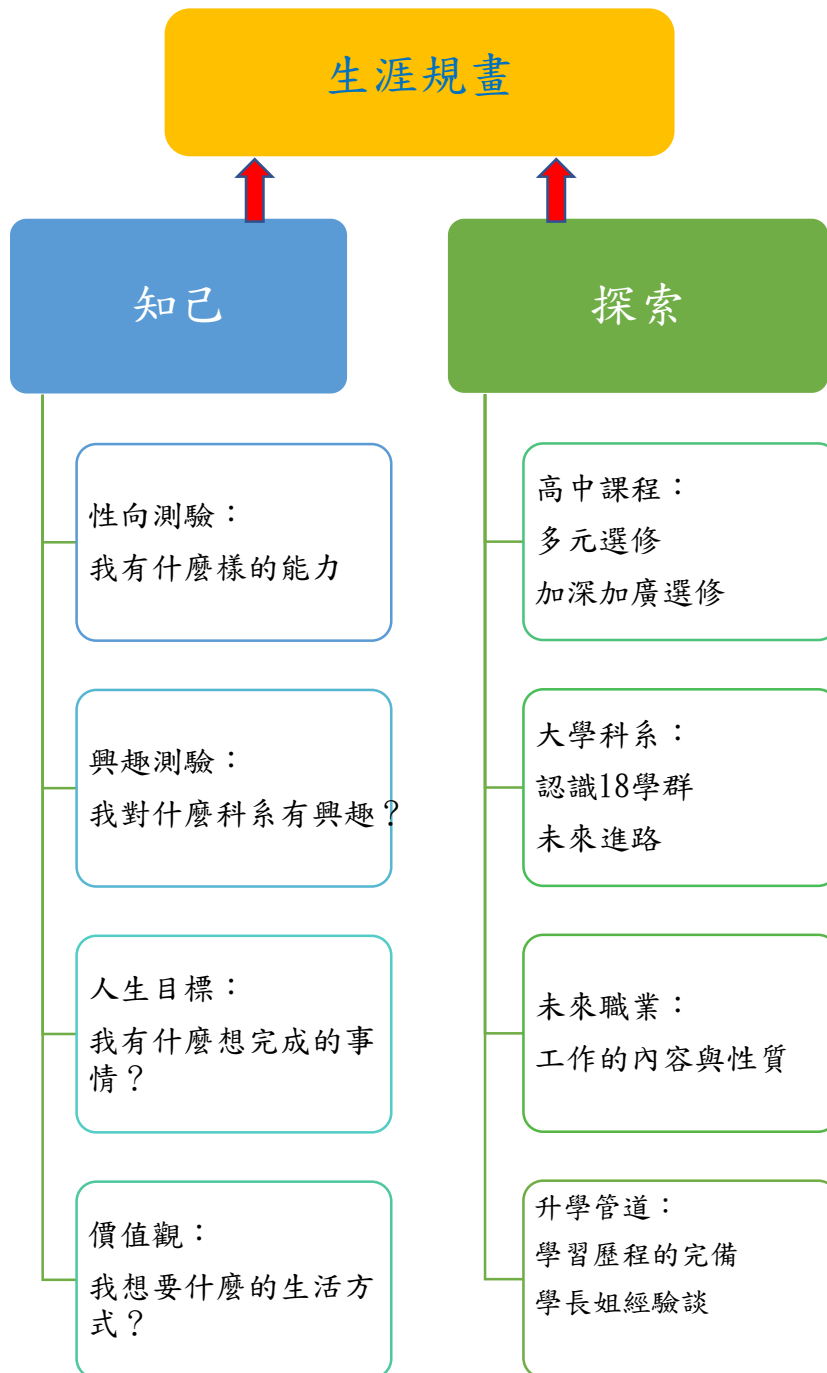 生涯規畫
知己
性向測驗：
我有什麼樣的能力
興趣測驗：
我對什麼科系有興趣？
人生目標：
我有什麼想完成的事
情？
價值觀：
我想要什麼的生活方
式？
探索
高中課程：
多元選修
加深加廣選修
大學科系：
認識18學群
未來進路
未來職業：
工作的內容與性質
升學管道：
學習歷程的完備
學長姐經驗談